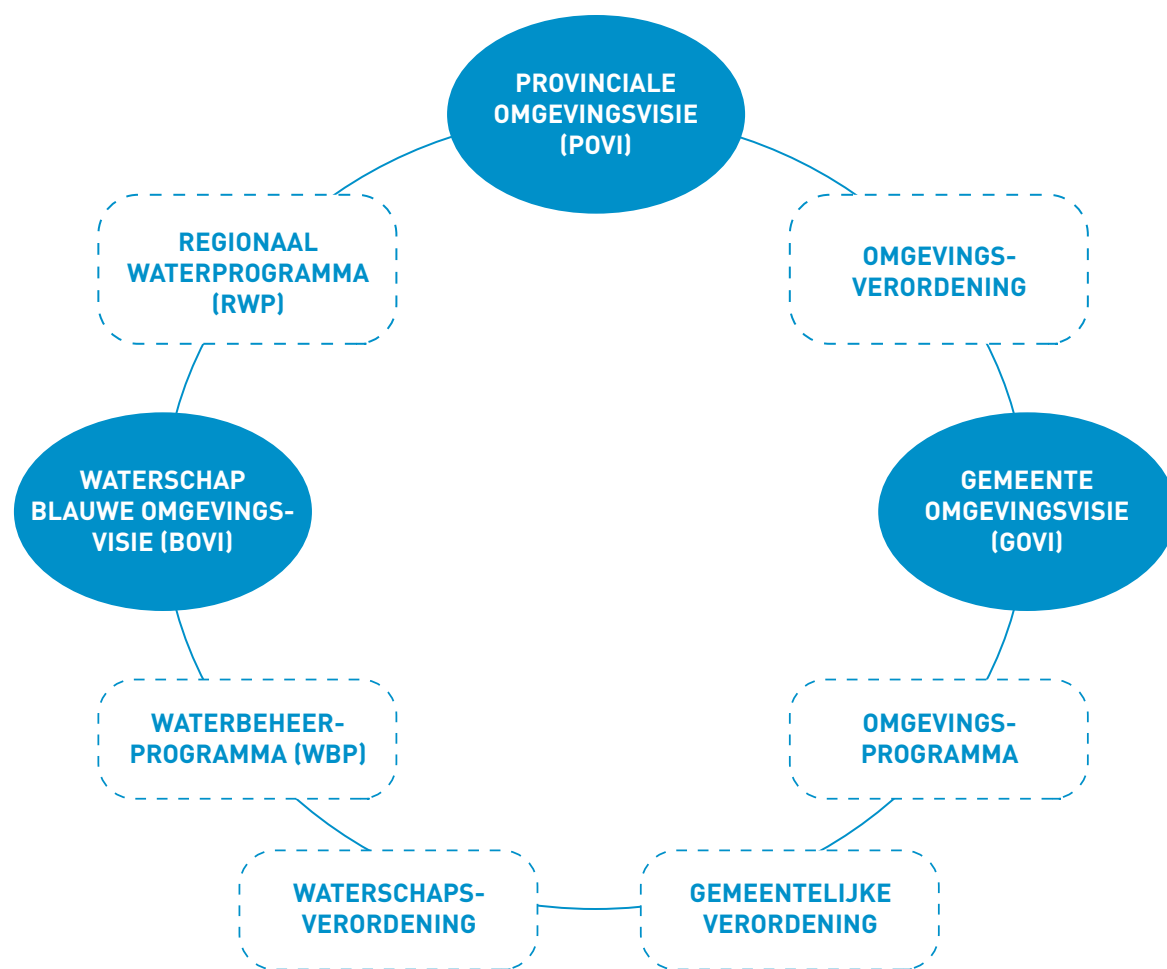 PROVINCIALE
OMGEVINGSVISIE
(POVI)
REGIONAAL
WATERPROGRAMMA
(RWP)
OMGEVINGS-
VERORDENING
WATERSCHAP
BLAUWE OMGEVINGS-
VISIE (BOVI)
GEMEENTE
OMGEVINGSVISIE
(GOVI)
WATERBEHEER-
PROGRAMMA (WBP)
OMGEVINGS-
PROGRAMMA
WATERSCHAPS-
VERORDENING
GEMEENTELIJKE
VERORDENING